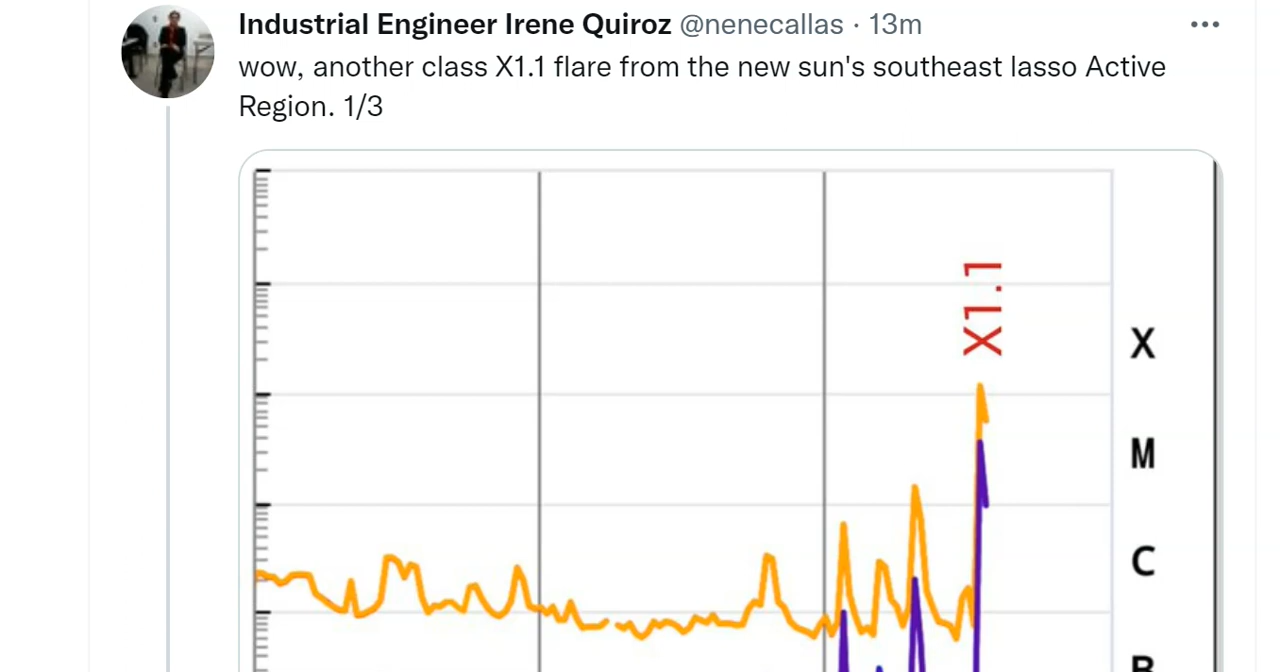 Industrial Engineer Irene Quiroz @nenecallas · 13m
wow, another class X1.1 flare from the new sun's southeast lasso Active
Region. 1/3
X1.1
X
M
C
B